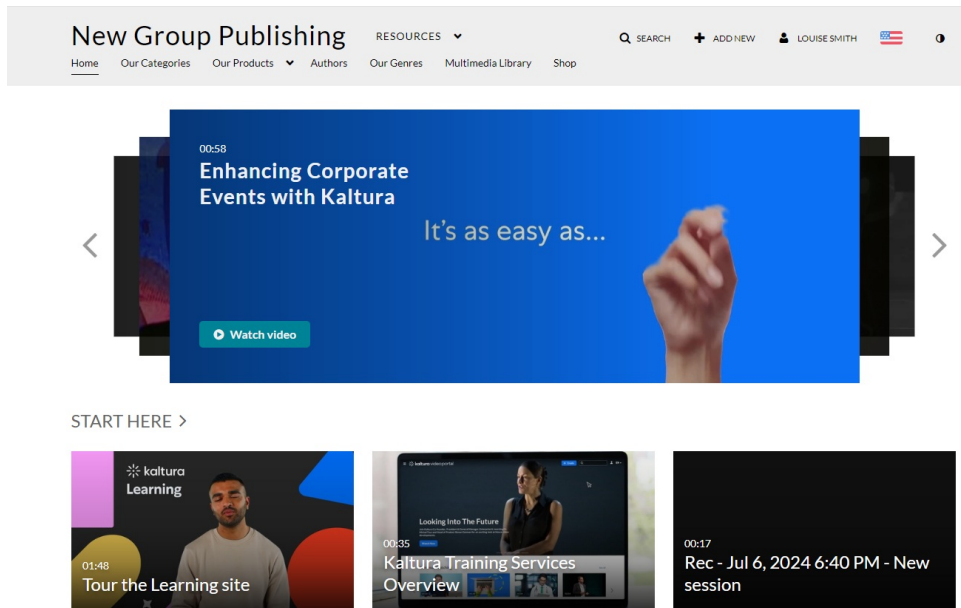 New Group Publishing
RESOURCES
SEARCH
ADD NEW
LOUISE SMITH
Home
Our Categories
Our Products
Authors
Our Genres
Multimedia Library
Shop
00:58
Enhancing Corporate
Events with Kaltura
It's as easy as...
Watch video
START HERE >
kaltura
Learning
01:48
Tour the Learning site
Looking Into The Future
00:35
Kaltura Training Services
Overview
00:17
Rec - Jul 6, 2024 6:40 PM - New
session